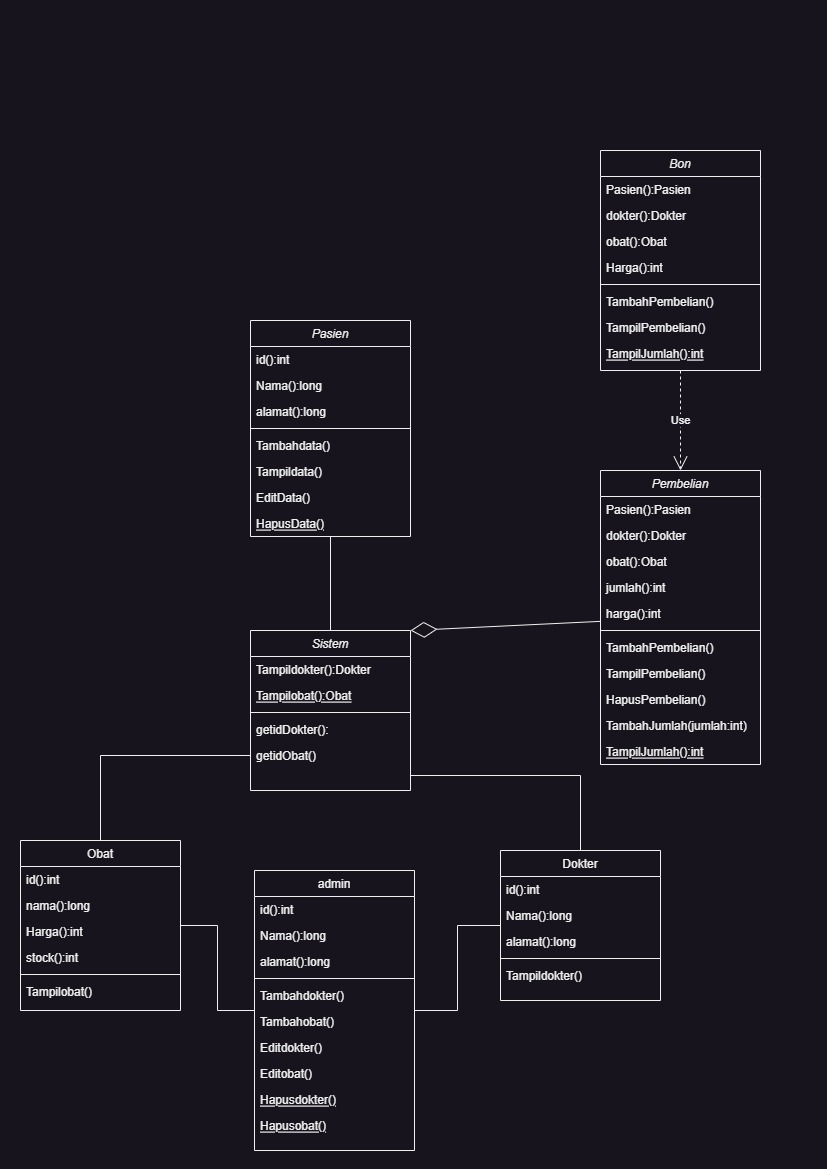 Bon
Pasien():Pasien
dokter():Dokter
obat():Obat
Harga():int
TambahPembelian()
TampilPembelian()
TampilJumlah():int
Use
Pasien
id():int
Nama():long
alamat():long
Tambahdata()
Tampildata()
EditData()
HapusData()
Pembelian
Pasien():Pasien
dokter():Dokter
obat():Obat
jumlah():int
harga():int
TambahPembelian()
TampilPembelian()
HapusPembelian()
TambahJumlah(jumlah:int)
TampilJumlah():int
Sistem
Tampildokter():Dokter
Tampilobat():Obat
getidDokter():
getidObat()
Obat
id():int
nama():long
Harga():int
stock():int
Tampilobat()
admin
id():int
Nama():long
alamat():long
Tambahdokter()
Tambahobat()
Editdokter()
Editobat()
Hapusdokter()
Hapusobat()
Dokter
id():int
Nama():long
alamat():long
Tampildokter()